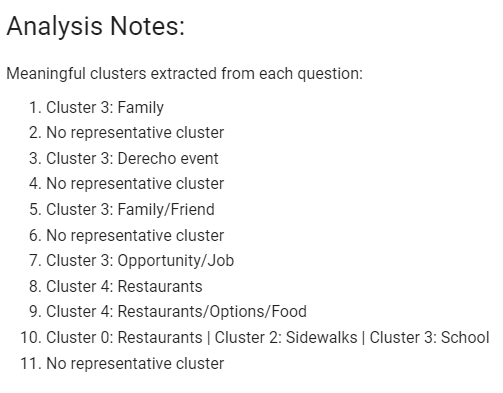 Analysis Notes:
Meaningful clusters extracted from each question:
1. Cluster 3: Family
2. No representative cluster
3. Cluster 3: Derecho event
4. No representative cluster
5. Cluster 3: Family/Friend
6. No representative cluster
7. Cluster 3: Opportunity/Job
8. Cluster 4: Restaurants
9. Cluster 4: Restaurants/Options/Food
10. Cluster 0: Restaurants | Cluster 2: Sidewalks | Cluster 3: School
11. No representative cluster